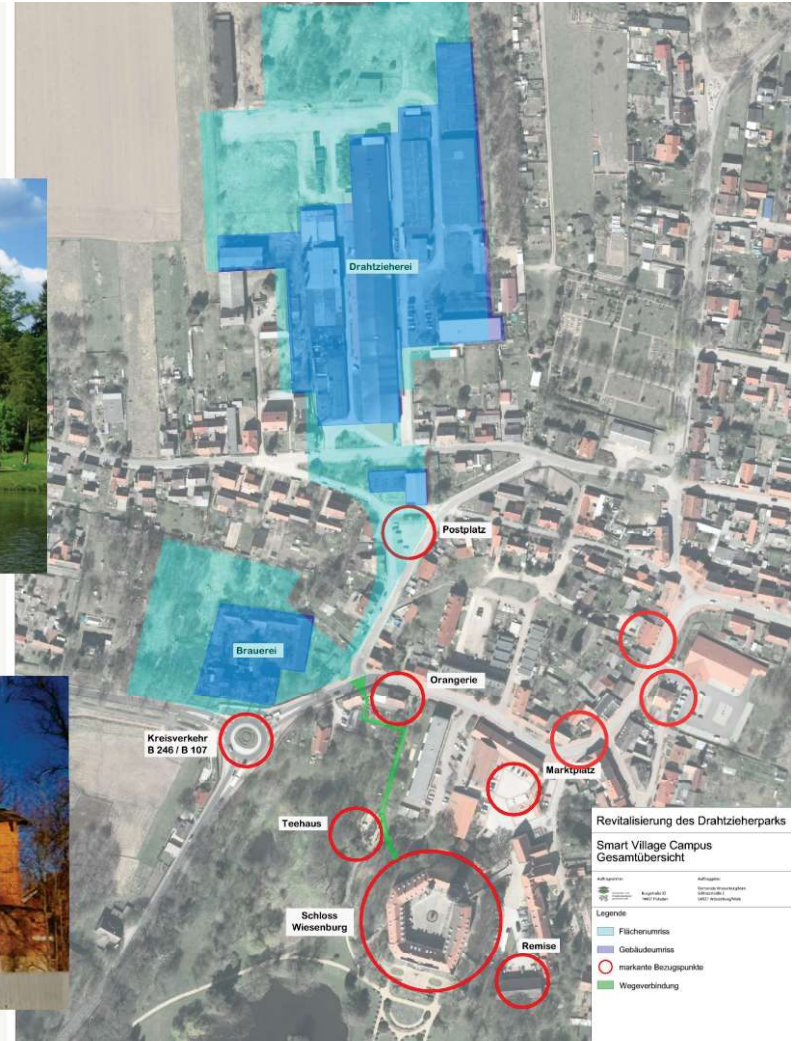 Drahtzieherei
Postplatz
Brauerei
Orangerie
Kreisverkehr
B 246 / B 107
Marktplatz
Teehaus
Schloss
Wiesenburg
Remise
Revitalisierung des Drahtzieherparks
Smart Village Campus
Gesamtübersicht
Legende
Flächenumriss
Gebäudeumriss
markante Bezugspunkte
Wegeverbindung